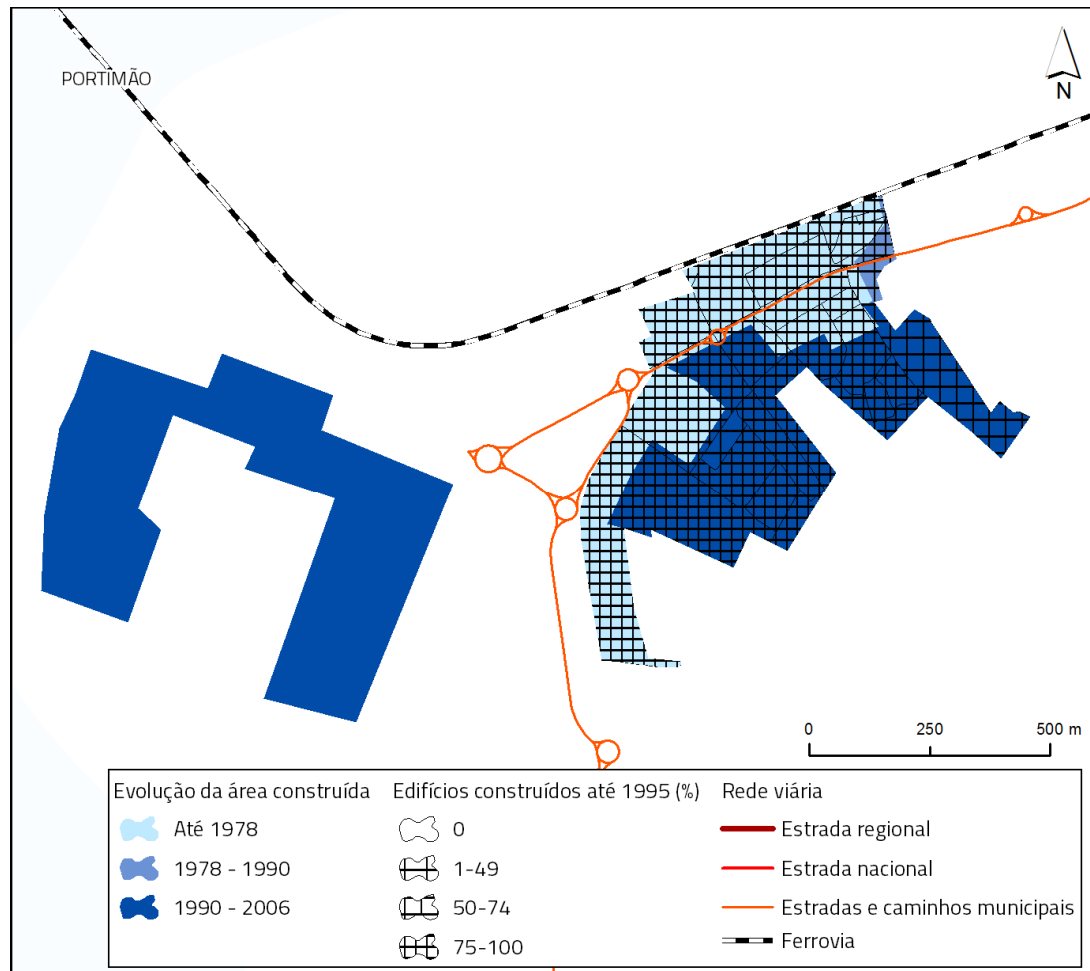 PORTIMÃO
N
0 250 500 m
Evolução da área construída
Até 1978
1978 - 1990
1990 - 2006
Edifícios construídos até 1995 (%)
0
1-49
50-74
75-100
Rede viária
Estrada regional
Estrada nacional
Estradas e caminhos municipais
Ferrovia